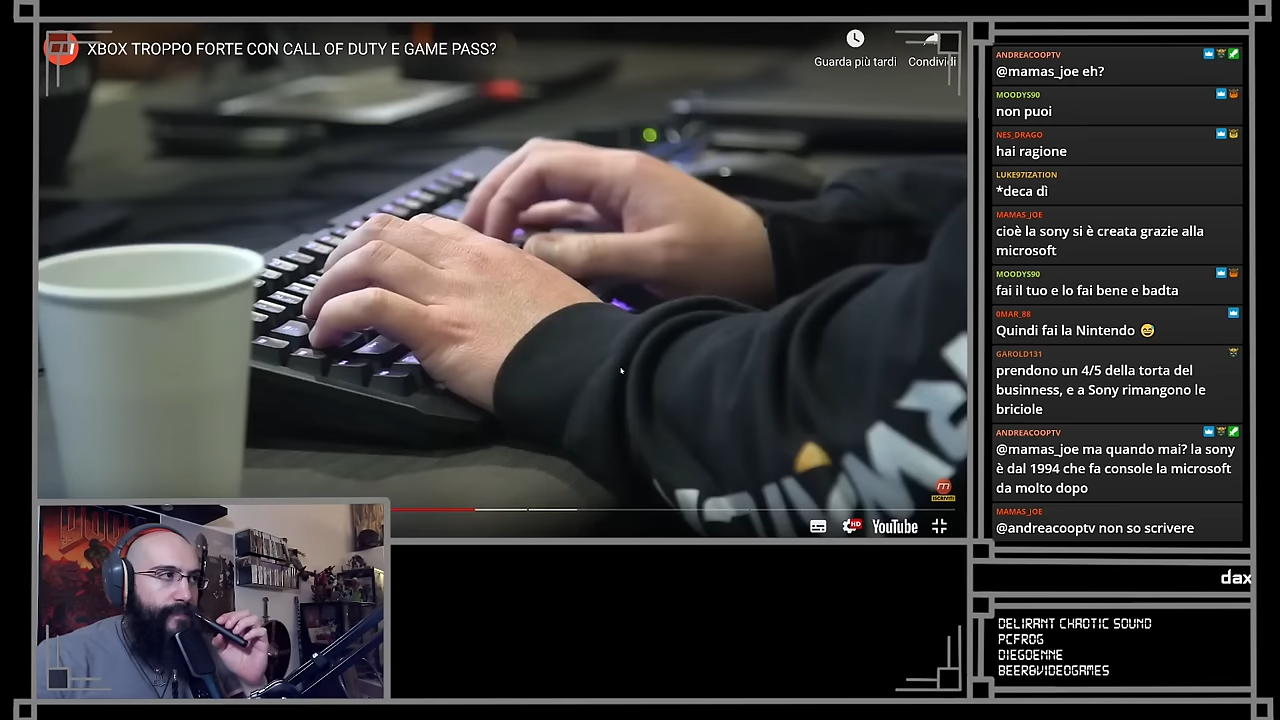 XBOX TROPPO FORTE CON CALL OF DUTY E GAME PASS?
Guarda più tardi
Condividi
ISCRIVITI
HD
YouTube
ANDREACOOPTV
@mamas_joe eh?
MOODYS90
non puoi
NES_DRAGO
hai ragione
LUKE97IZATION
*deca dì
MAMAS_JOE
cioè la sony si è creata grazie alla
microsoft
MOODYS90
fai il tuo e lo fai bene e badta
0MAR_88
Quindi fai la Nintendo 😅
GAROLD131
prendono un 4/5 della torta del
businness, e a Sony rimangono le
briciole
ANDREACOOPTV
@mamas_joe ma quando mai? la sony
è dal 1994 che fa console la microsoft
da molto dopo
MAMAS_JOE
@andreacooptv non so scrivere
dax
DELIRANT CHAOTIC SOUND
PCFROG
DIEGOENNE
BEER&VIDEOGAMES